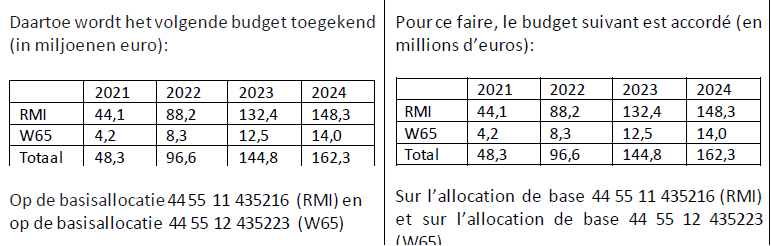 Daartoe wordt het volgende budget toegekend
(in miljoenen euro):
2021 2022 2023 2024
RMI 44,1 88,2 132,4 148,3
W65 4,2 8,3 12,5 14,0
Totaal 48,3 96,6 144,8 162,3
Op de basisallocatie 44 55 11 435216 (RMI) en
op de basisallocatie 44 55 12 435223 (W65)
Pour ce faire, le budget suivant est accordé (en
millions d’euros):
2021 2022 2023 2024
RMI 44,1 88,2 132,4 148,3
W65 4,2 8,3 12,5 14,0
Total 48,3 96,6 144,8 162,3
Sur l’allocation de base 44 55 11 435216 (RMI)
et sur l’allocation de base 44 55 12 435223
(W65)